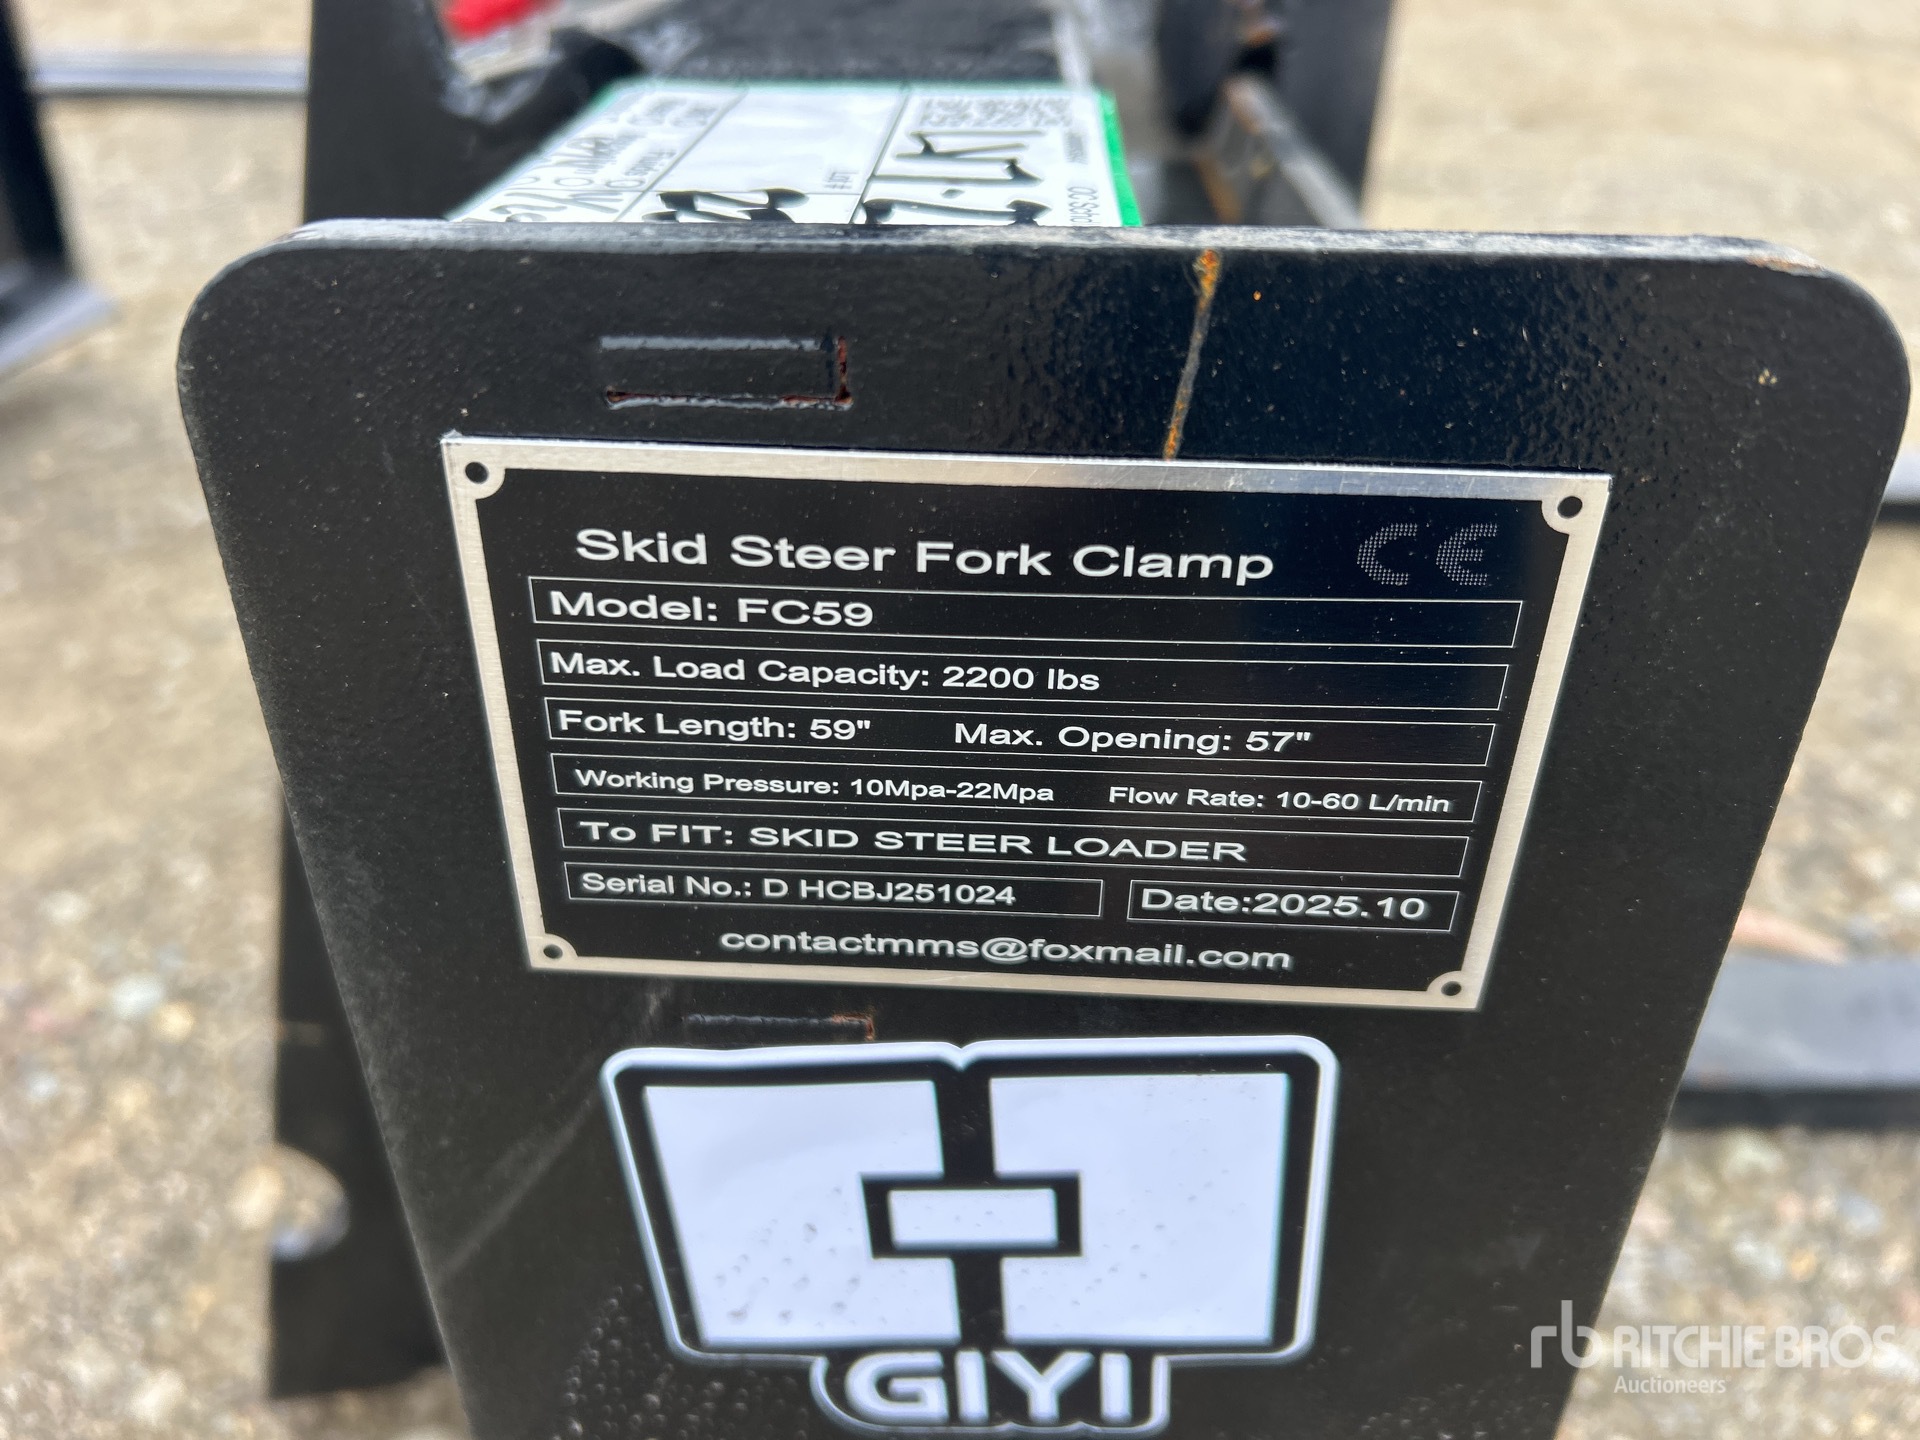 Skid Steer Fork Clamp CE
Model: FC59
Max. Load Capacity: 2200 lbs
Fork Length: 59" Max. Opening: 57"
Working Pressure: 10Mpa-22Mpa Flow Rate: 10-60 L/min
To FIT: SKID STEER LOADER
Serial No.: D HCBJ251024 Date:2025.10
contactmms@foxmail.com
GIYI
rb RITCHIE BROS
Auctioneers